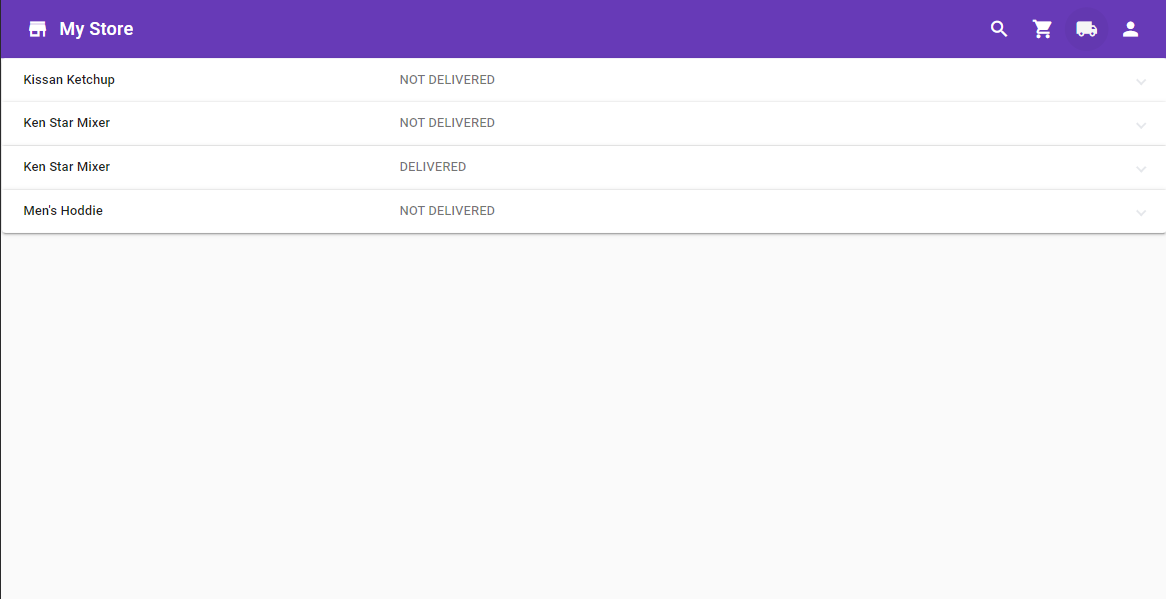 My Store
Kissan Ketchup NOT DELIVERED
Ken Star Mixer NOT DELIVERED
Ken Star Mixer DELIVERED
Men's Hoddie NOT DELIVERED